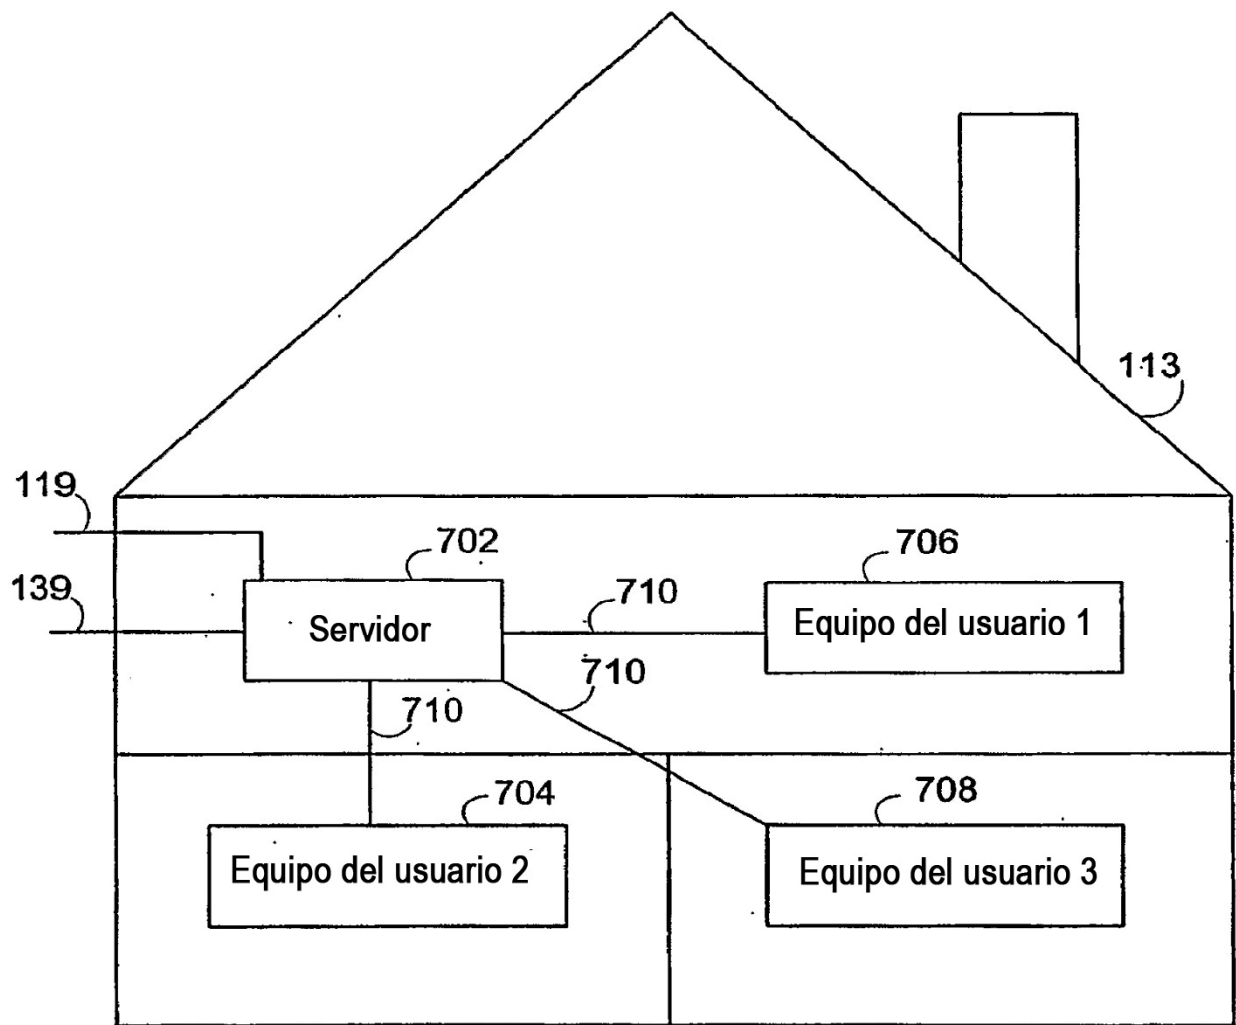 113
119
702
706
139
710
Servidor
Equipo del usuario 1
710
710
704
708
Equipo del usuario 2
Equipo del usuario 3